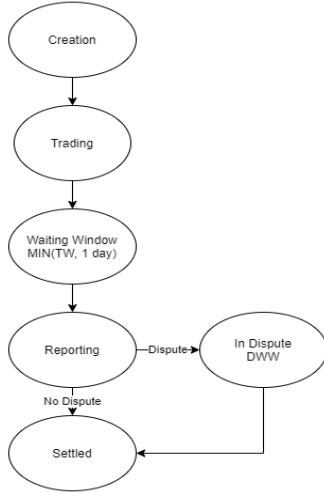 Creation
Trading
Waiting Window
MIN(TW, 1 day)
Reporting
Dispute
In Dispute
DWW
No Dispute
Settled